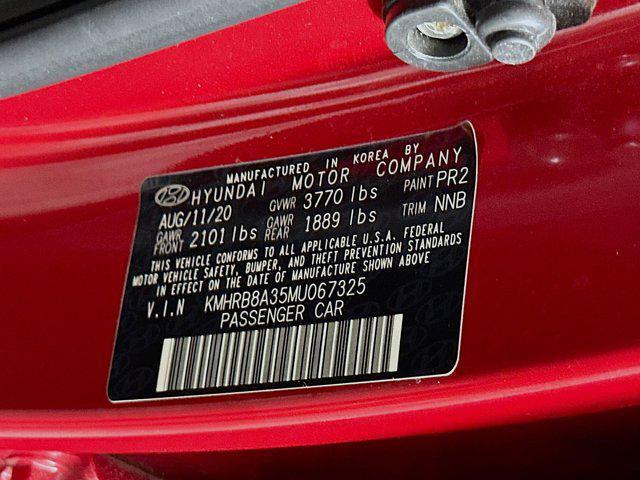 MANUFACTURED IN KOREA BY
HYUNDAI MOTOR COMPANY
AUG/11/20 GVWR 3770 lbs PAINT PR2
GAWR FRONT 2101 lbs GAWR REAR 1889 lbs TRIM NNB
THIS VEHICLE CONFORMS TO ALL APPLICABLE U.S.A. FEDERAL
MOTOR VEHICLE SAFETY, BUMPER, AND THEFT PREVENTION STANDARDS
IN EFFECT ON THE DATE OF MANUFACTURE SHOWN ABOVE
V.I.N KMHRB8A35MU067325
PASSENGER CAR